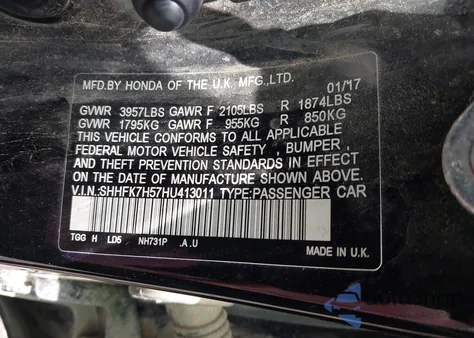 MFD.BY HONDA OF THE U.K MFG.,LTD. 01/17
GVWR 3957LBS GAWR F 2105LBS R 1874LBS
GVWR 1795KG GAWR F 955KG R 850KG
THIS VEHICLE CONFORMS TO ALL APPLICABLE
FEDERAL MOTOR VEHICLE SAFETY , BUMPER ,
AND THEFT PREVENTION STANDARDS IN EFFECT
ON THE DATE OF MANUFACTURE SHOWN ABOVE.
V.I.N:SHHFK7H57HU413011 TYPE:PASSENGER CAR
TGG H LD5 NH731P .A .U
MADE IN U.K.